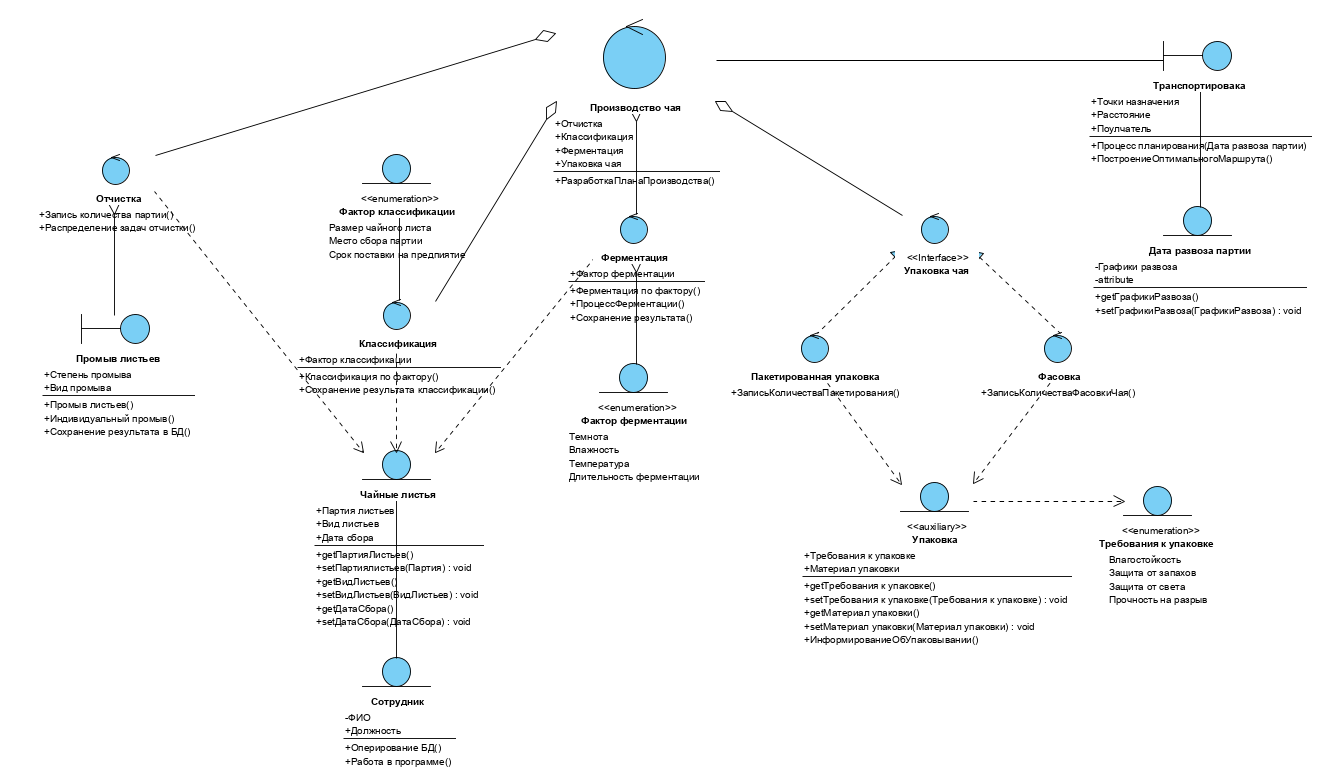 Производство чая
+Отчистка
+Классификация
+Ферментация
+Упаковка чая
+РазработкаПланаПроизводства()
Транспортировака
+Точки назначения
+Расстояние
+Поулчатель
+Процесс планирования(Дата развоза партии)
+ПостроениеОптимальногоМаршрута()
Отчистка
+Запись количества партии()
+Распределение задач отчистки()
<<enumeration>>
Фактор классификации
Размер чайного листа
Место сбора партии
Срок поставки на предпиятие
Ферментация
+Фактор ферментации
+Ферментация по фактору()
+ПроцессФерментации()
+Сохранение результата()
<<Interface>>
Упаковка чая
Дата развоза партии
-Графики развоза
-attribute
+getГрафикиРазвоза()
+setГрафикиРазвоза(ГрафикиРазвоза) : void
Промыв листьев
+Степень промыва
+Вид промыва
+Промыв листьев()
+Индивидуальный промыв()
+Сохранение результата в БД()
Классификация
+Фактор классификации
+Классификация по фактору()
+Сохранение результата классификации()
<<enumeration>>
Фактор ферментации
Темнота
Влажность
Температура
Длительность ферментации
Пакетированная упаковка
+ЗаписьКоличестваПакетирования()
Фасовка
+ЗаписьКоличестваФасовкиЧая()
Чайные листья
+Партия листьев
+Вид листьев
+Дата сбора
+getПартияЛистьев()
+setПартиялистьев(Партия) : void
+getВидЛистьев()
+setВидЛистьев(ВидЛистьев) : void
+getДатаСбора()
+setДатаСбора(ДатаСбора) : void
<<auxiliary>>
Упаковка
+Требования к упаковке
+Материал упаковки
+getТребования к упаковке()
+setТребования к упаковке(Требования к упаковке) : void
+getМатериал упаковки()
+setМатериал упаковки(Материал упаковки) : void
+ИнформированиеОбУпаковывании()
<<enumeration>>
Требования к упаковке
Влагостойкость
Защита от запахов
Защита от света
Прочность на разрыв
Сотрудник
-ФИО
+Должность
+Оперирование БД()
+Работа в программе()